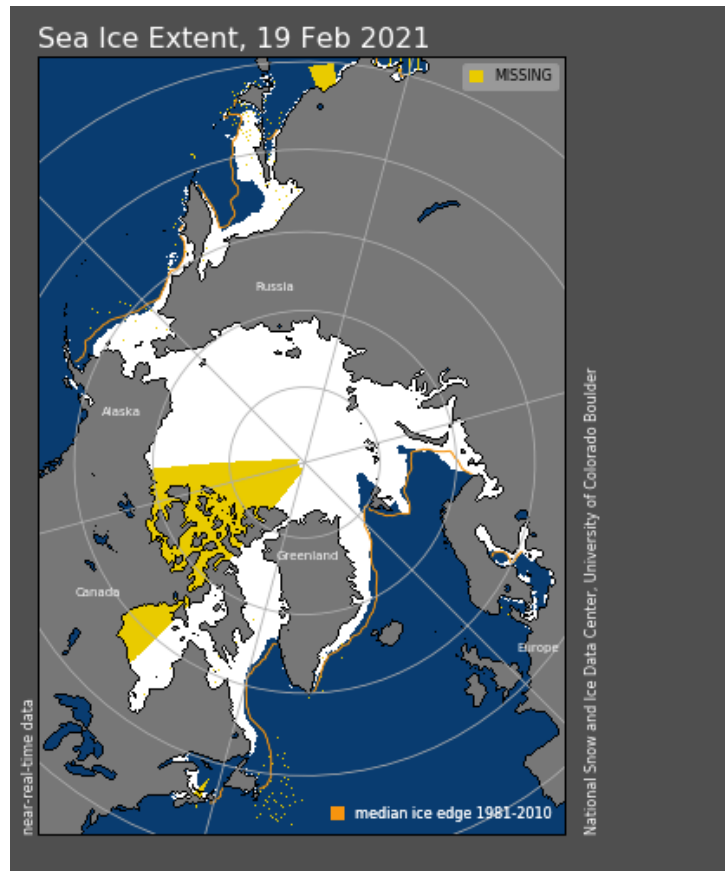 Sea Ice Extent, 19 Feb 2021
MISSING
Russia
Alaska
Greenland
Canada
Europe
near-real-time data
National Snow and Ice Data Center, University of Colorado Boulder
median ice edge 1981-2010